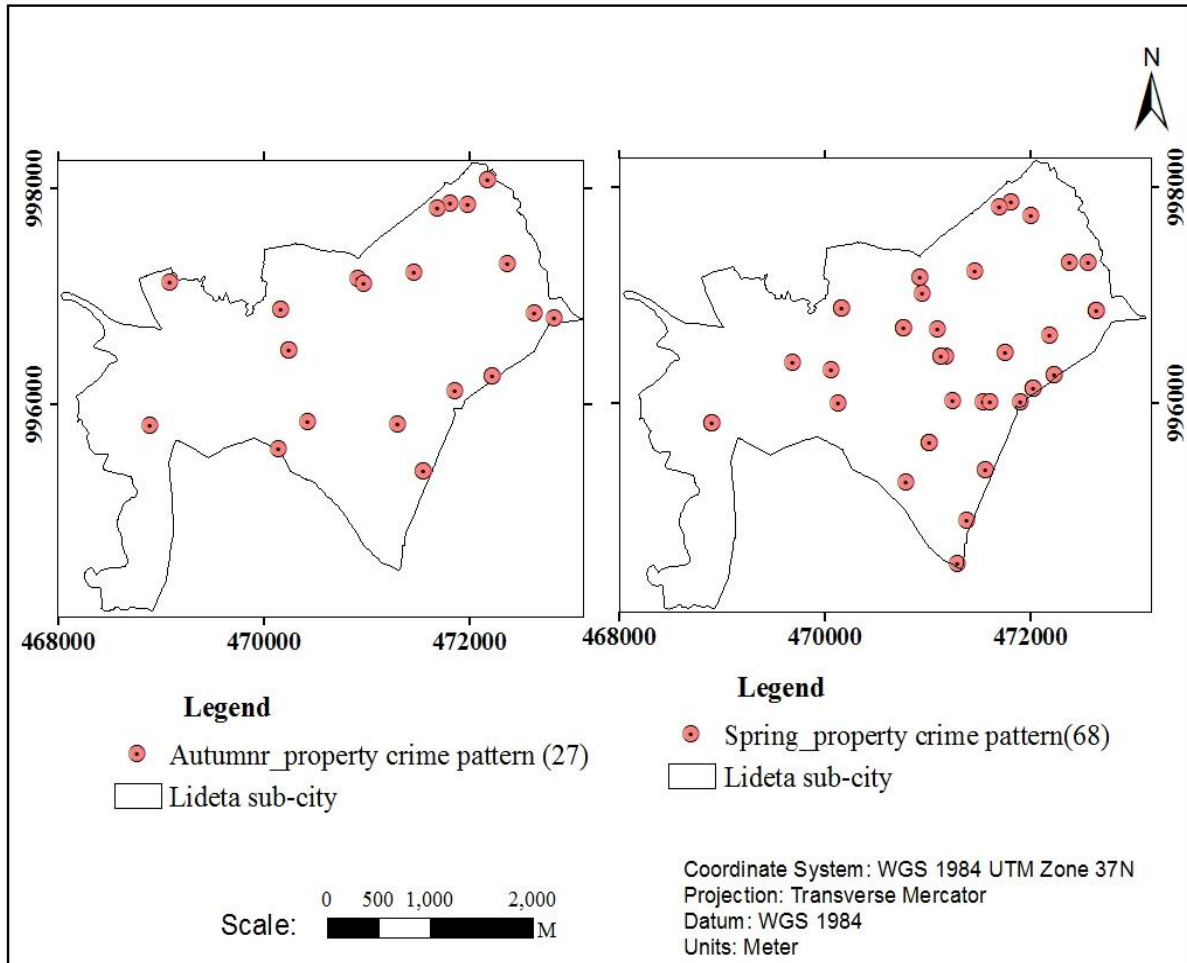 N
998000
996000
468000 470000 472000
998000
996000
468000 470000 472000
Legend
Autumnr_property crime pattern (27)
Lideta sub-city
Legend
Spring_property crime pattern(68)
Lideta sub-city
Scale:
0 500 1,000 2,000
M
Coordinate System: WGS 1984 UTM Zone 37N
Projection: Transverse Mercator
Datum: WGS 1984
Units: Meter